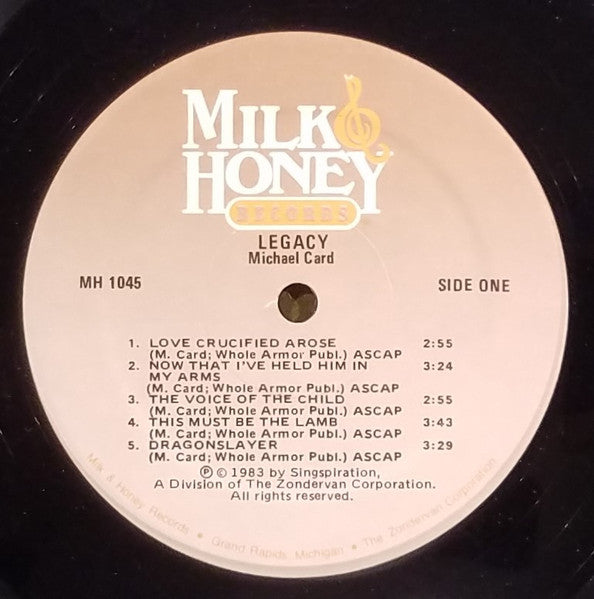 MILK &
HONEY
RECORDS
LEGACY
Michael Card
MH 1045
SIDE ONE
1. LOVE CRUCIFIED AROSE 2:55
(M. Card; Whole Armor Publ.) ASCAP
2. NOW THAT I'VE HELD HIM IN 3:24
MY ARMS
(M. Card; Whole Armor Publ.) ASCAP
3. THE VOICE OF THE CHILD 2:55
(M. Card; Whole Armor Publ.) ASCAP
4. THIS MUST BE THE LAMB 3:43
(M. Card; Whole Armor Publ.) ASCAP
5. DRAGONSLAYER 3:29
(M. Card; Whole Armor Publ.) ASCAP
℗ © 1983 by Singspiration,
A Division of The Zondervan Corporation.
All rights reserved.
Milk & Honey Records • Grand Rapids, Michigan • The Zondervan Corporation